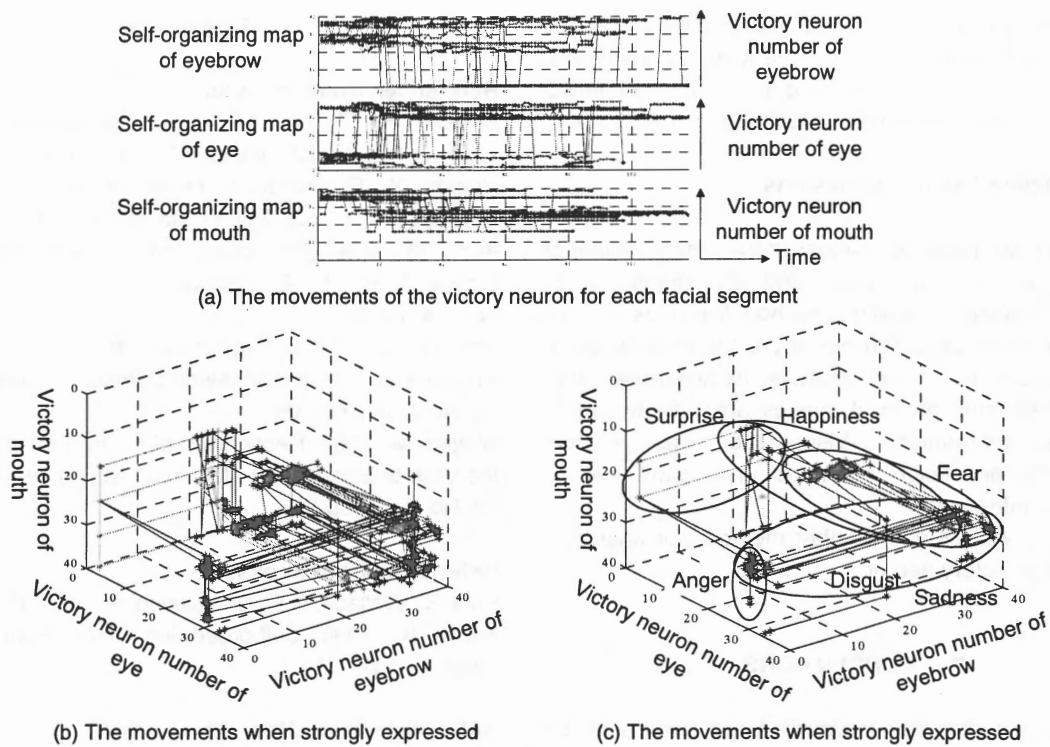 Self-organizing map
of eyebrow
Victory neuron
number of
eyebrow
Self-organizing map
of eye
Victory neuron
number of eye
Self-organizing map
of mouth
Victory neuron
number of mouth
Time
(a) The movements of the victory neuron for each facial segment
Victory neuron of
mouth
0
10
20
30
40
0
10
20
30
40
Victory neuron number of
eye
0
10
20
30
40
Victory neuron number of
eyebrow
(b) The movements when strongly expressed
Victory neuron of
mouth
0
10
20
30
40
0
10
20
30
40
Victory neuron number of
eye
0
10
20
30
40
Victory neuron number of
eyebrow
Surprise
Happiness
Fear
Anger
Disgust
Sadness
(c) The movements when strongly expressed